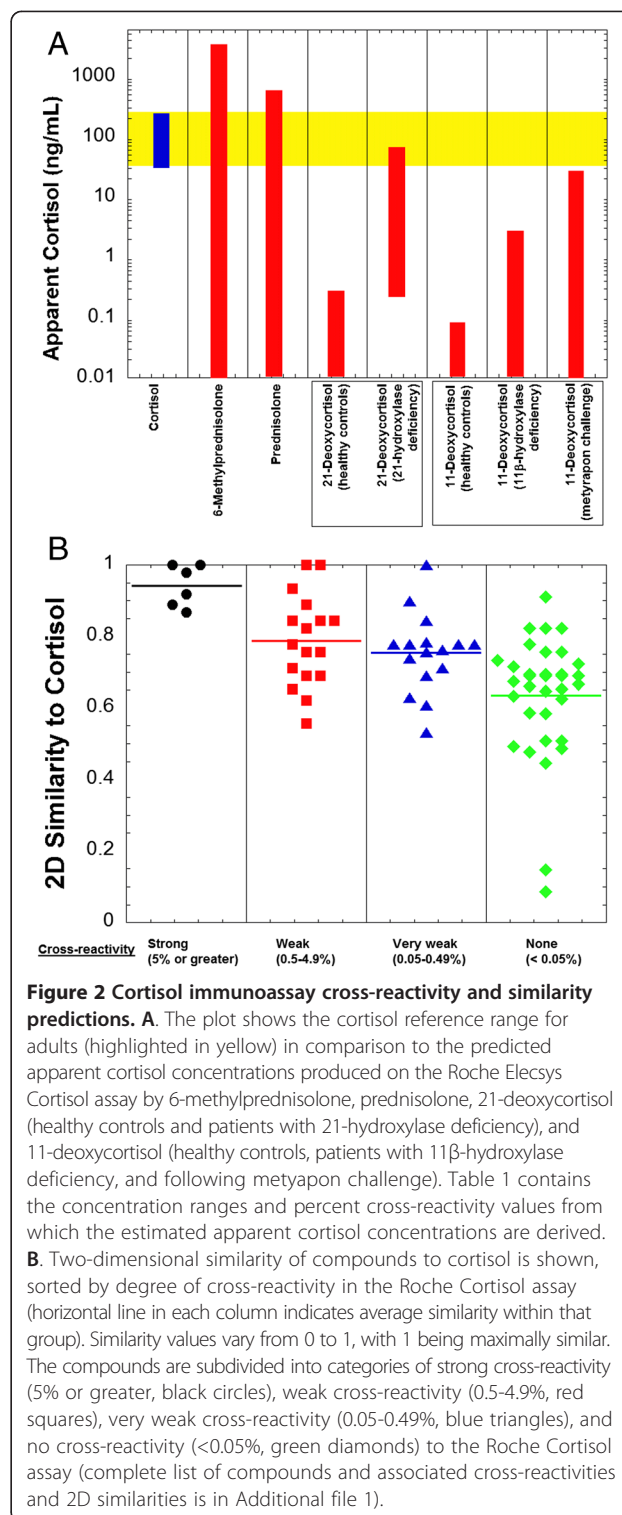 A
Apparent Cortisol (ng/mL)
1000
100
10
1
0.1
0.01
Cortisol
6-Methylprednisolone
Prednisolone
21-Deoxycortisol
(healthy controls)
21-Deoxycortisol
(21-hydroxylase
deficiency)
11-Deoxycortisol
(healthy controls)
11-Deoxycortisol
(11β-hydroxylase
deficiency)
11-Deoxycortisol
(metyrapon challenge)
B
2D Similarity to Cortisol
1
0.8
0.6
0.4
0.2
0
Cross-reactivity
Strong
(5% or greater)
Weak
(0.5-4.9%)
Very weak
(0.05-0.49%)
None
(< 0.05%)
Figure 2 Cortisol immunoassay cross-reactivity and similarity
predictions. A. The plot shows the cortisol reference range for
adults (highlighted in yellow) in comparison to the predicted
apparent cortisol concentrations produced on the Roche Elecsys
Cortisol assay by 6-methylprednisolone, prednisolone, 21-deoxycortisol
(healthy controls and patients with 21-hydroxylase deficiency), and
11-deoxycortisol (healthy controls, patients with 11β-hydroxylase
deficiency, and following metyapon challenge). Table 1 contains
the concentration ranges and percent cross-reactivity values from
which the estimated apparent cortisol concentrations are derived.
B. Two-dimensional similarity of compounds to cortisol is shown,
sorted by degree of cross-reactivity in the Roche Cortisol assay
(horizontal line in each column indicates average similarity within that
group). Similarity values vary from 0 to 1, with 1 being maximally similar.
The compounds are subdivided into categories of strong cross-reactivity
(5% or greater, black circles), weak cross-reactivity (0.5-4.9%, red
squares), very weak cross-reactivity (0.05-0.49%, blue triangles), and
no cross-reactivity (<0.05%, green diamonds) to the Roche Cortisol
assay (complete list of compounds and associated cross-reactivities
and 2D similarities is in Additional file 1).